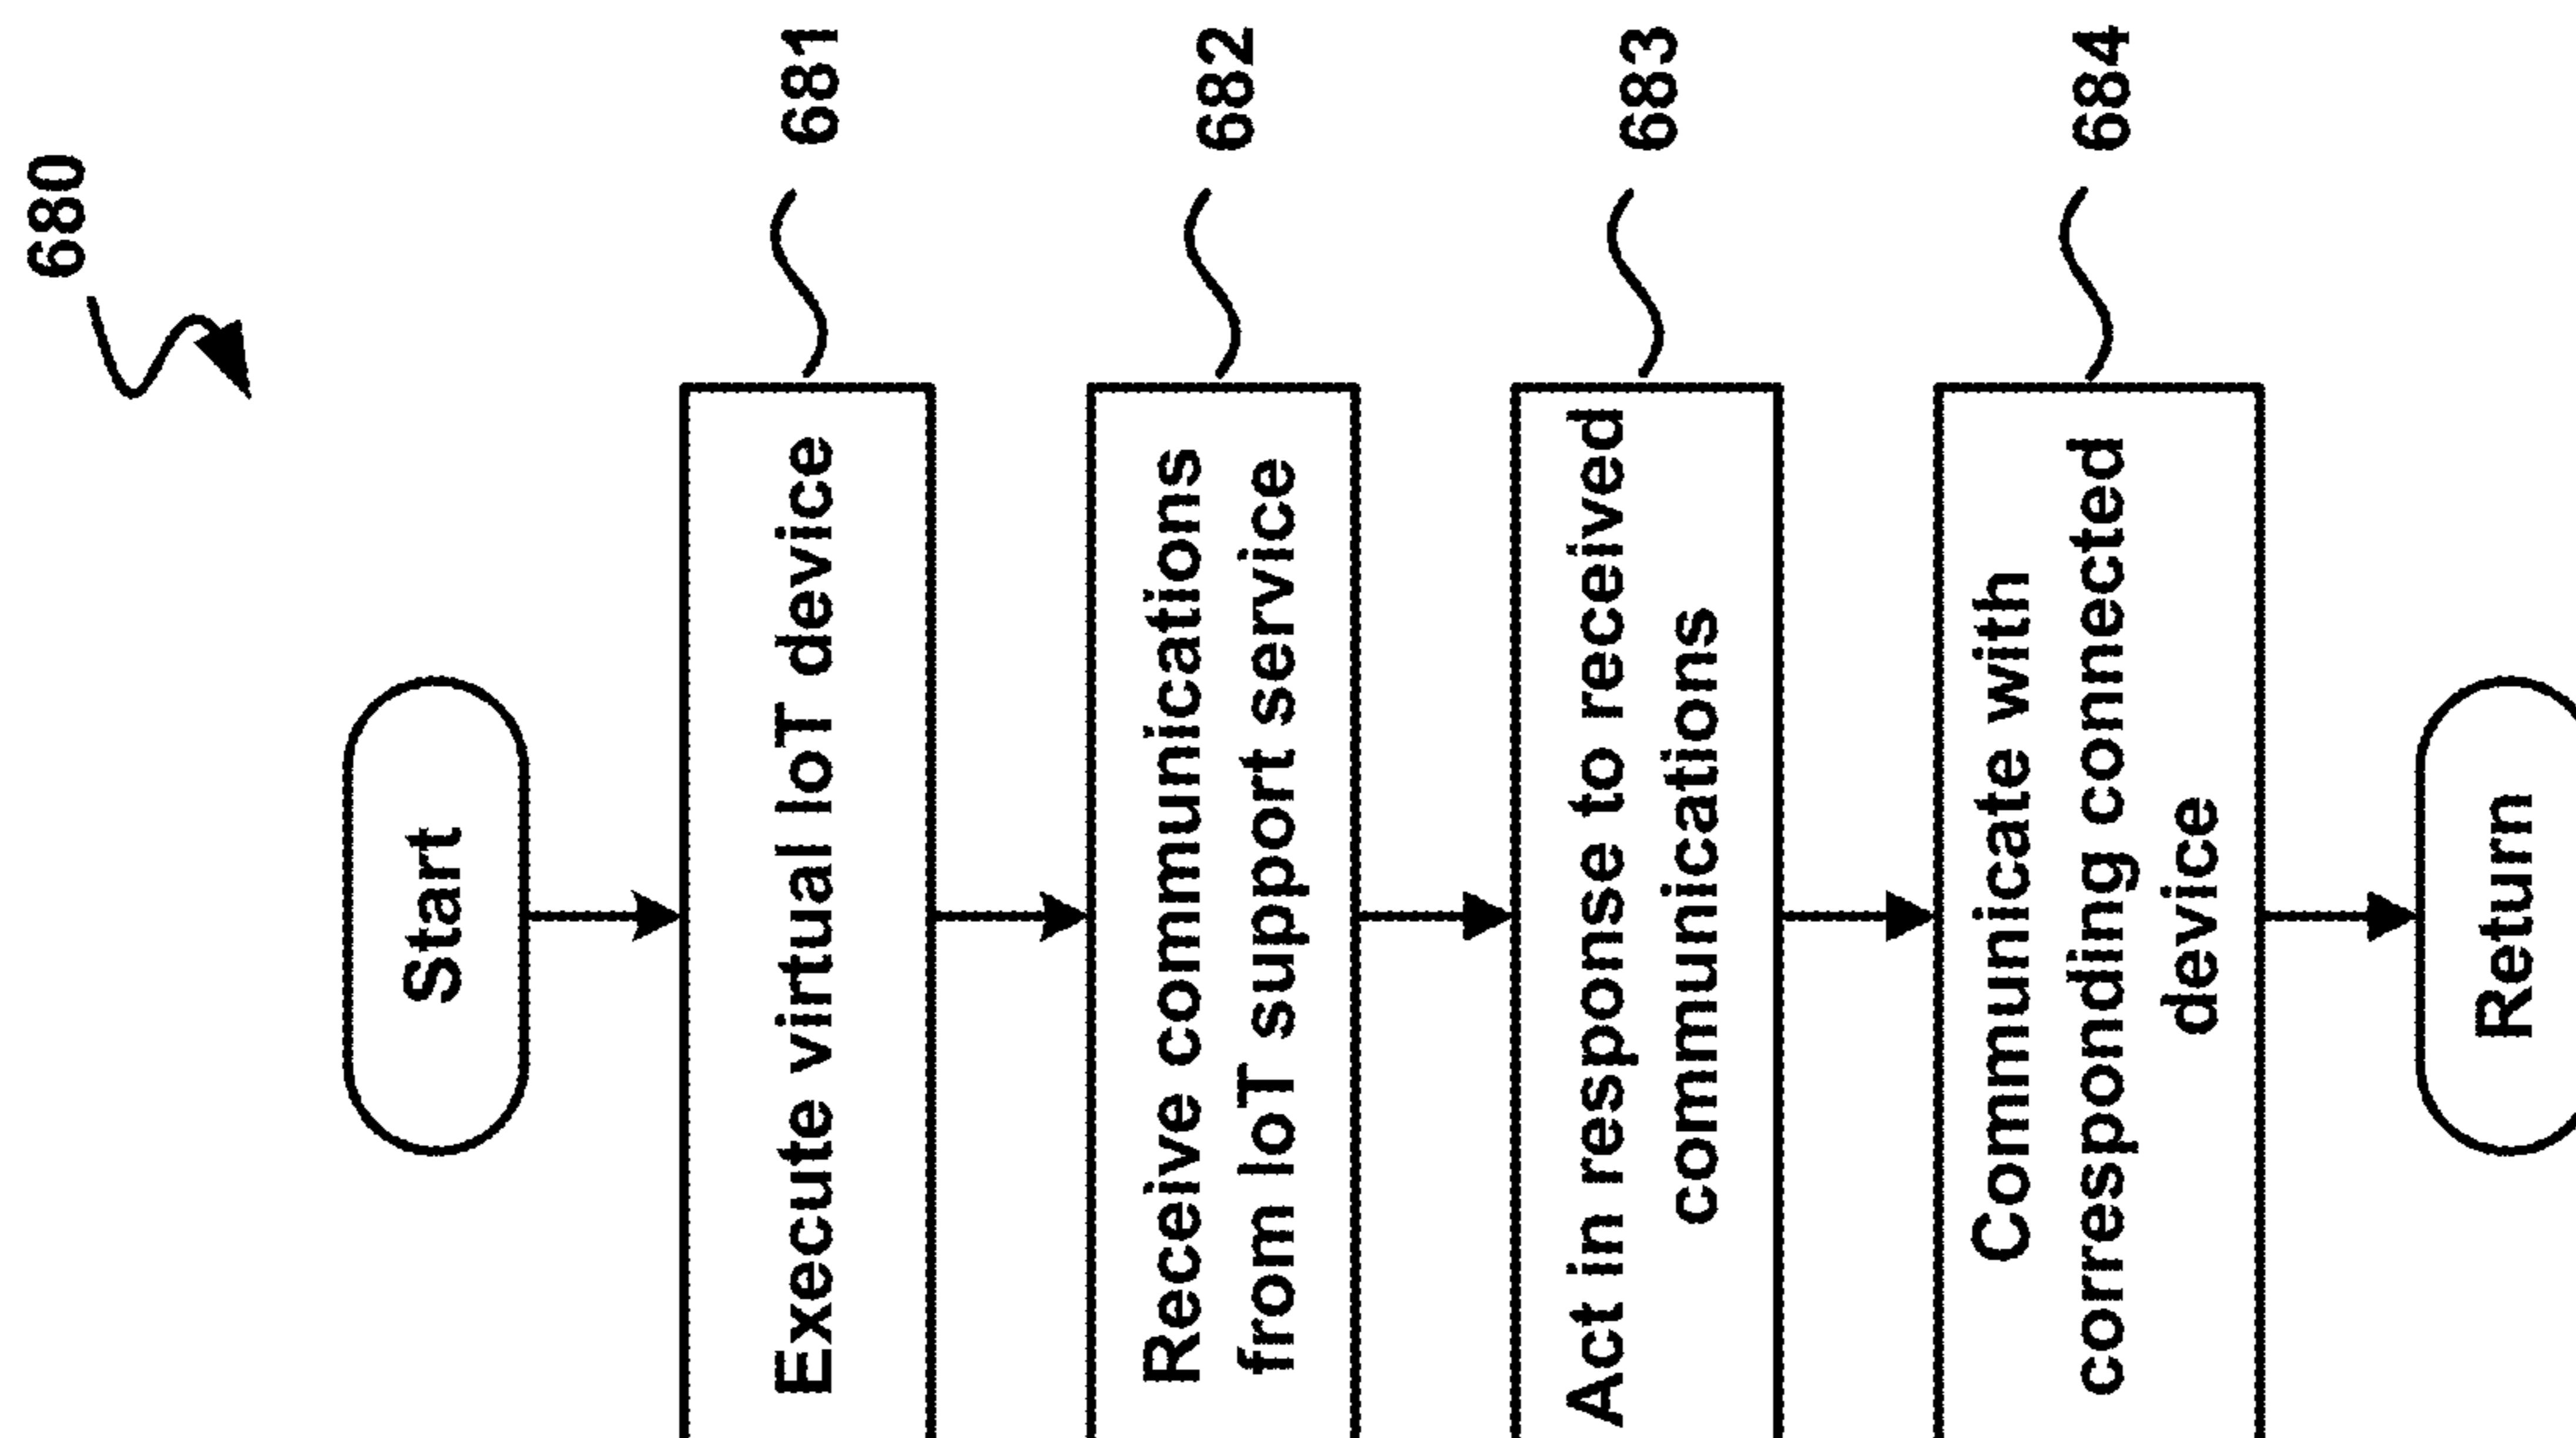 680
Start
Execute virtual IoT device
681
Receive communications
from IoT support service
682
Act in response to received
communications
683
Communicate with
corresponding connected
device
684
Return